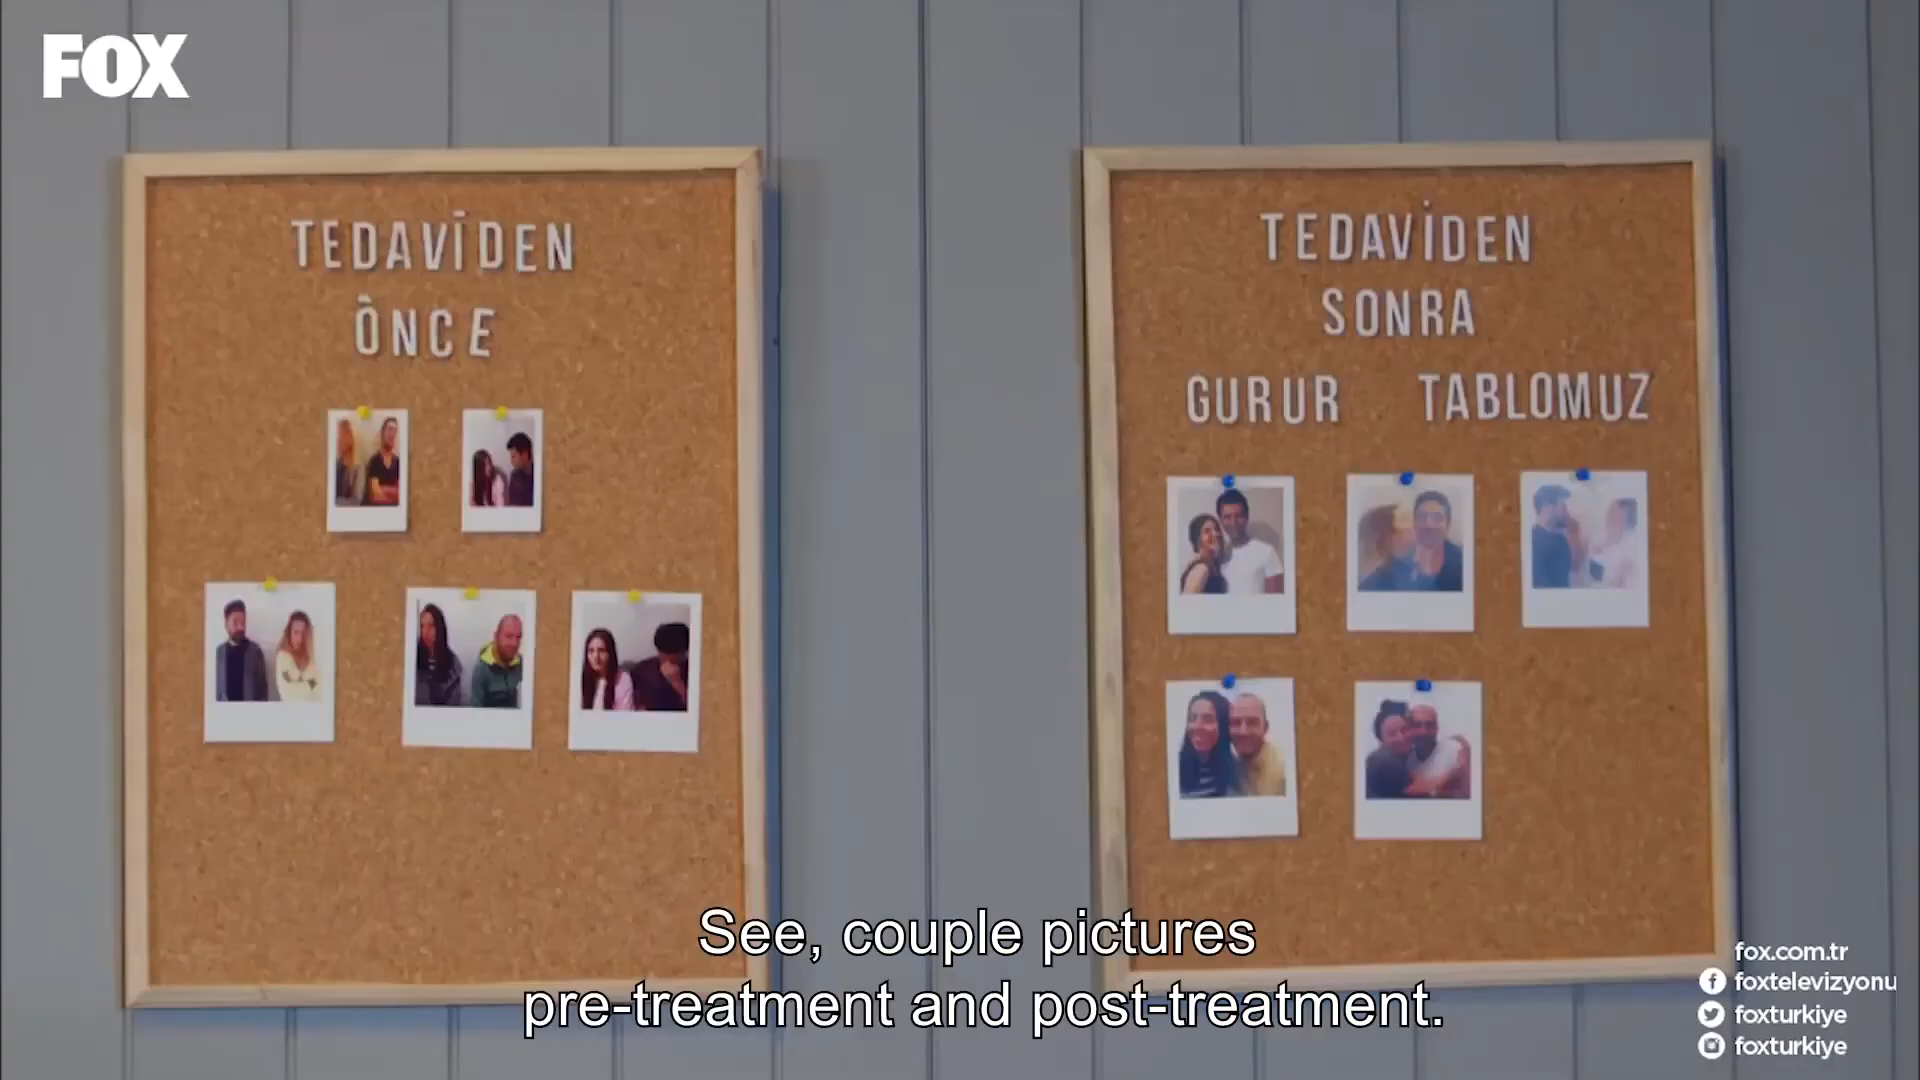 FOX
TEDAVİDEN
ÖNCE
TEDAVİDEN
SONRA
GURUR TABLOMUZ
See, couple pictures
pre-treatment and post-treatment.
fox.com.tr
foxtelevizyonu
foxturkiye
foxturkiye